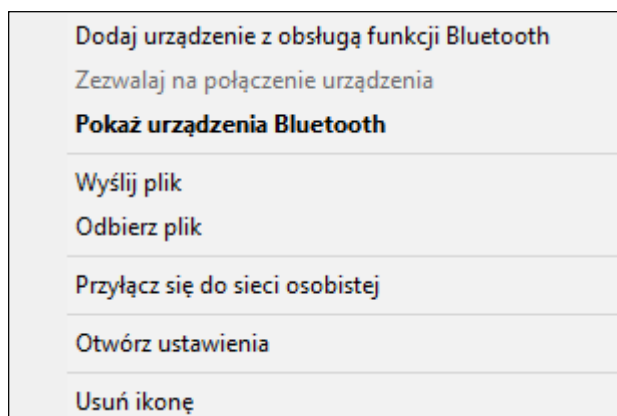 Dodaj urządzenie z obsługą funkcji Bluetooth
Zezwalaj na połączenie urządzenia
Pokaż urządzenia Bluetooth
Wyślij plik
Odbierz plik
Przyłącz się do sieci osobistej
Otwórz ustawienia
Usuń ikonę